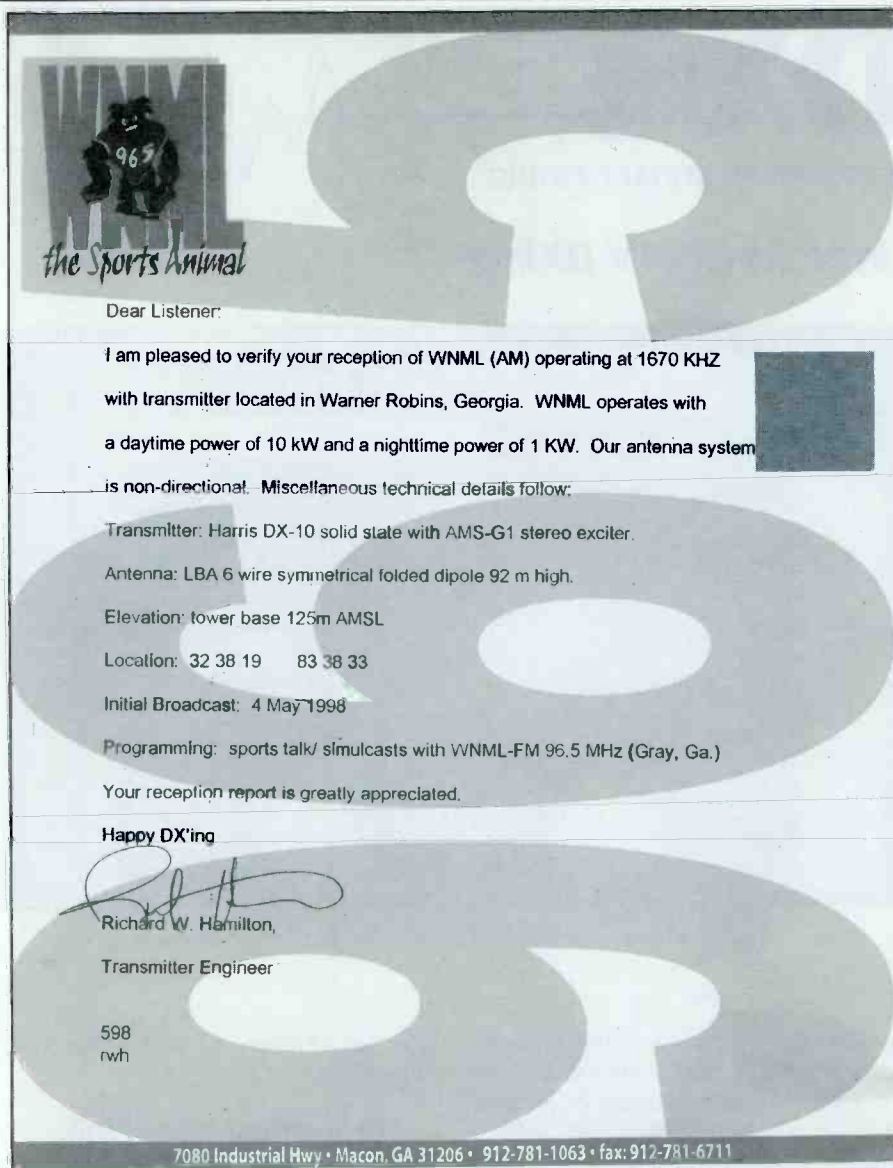 WNML
965
the Sports Animal
Dear Listener:
I am pleased to verify your reception of WNML (AM) operating at 1670 KHZ
with transmitter located in Warner Robins, Georgia. WNML operates with
a daytime power of 10 kW and a nighttime power of 1 KW. Our antenna system
is non-directional. Miscellaneous technical details follow:
Transmitter: Harris DX-10 solid state with AMS-G1 stereo exciter.
Antenna: LBA 6 wire symmetrical folded dipole 92 m high.
Elevation: tower base 125m AMSL
Location: 32 38 19 83 38 33
Initial Broadcast: 4 May 1998
Programming: sports talk/ simulcasts with WNML-FM 96.5 MHz (Gray, Ga.)
Your reception report is greatly appreciated.
Happy DX'ing
Richard W. Hamilton,
Transmitter Engineer
598
rwh
7080 Industrial Hwy • Macon, GA 31206 • 912-781-1063 • fax: 912-781-6711
965